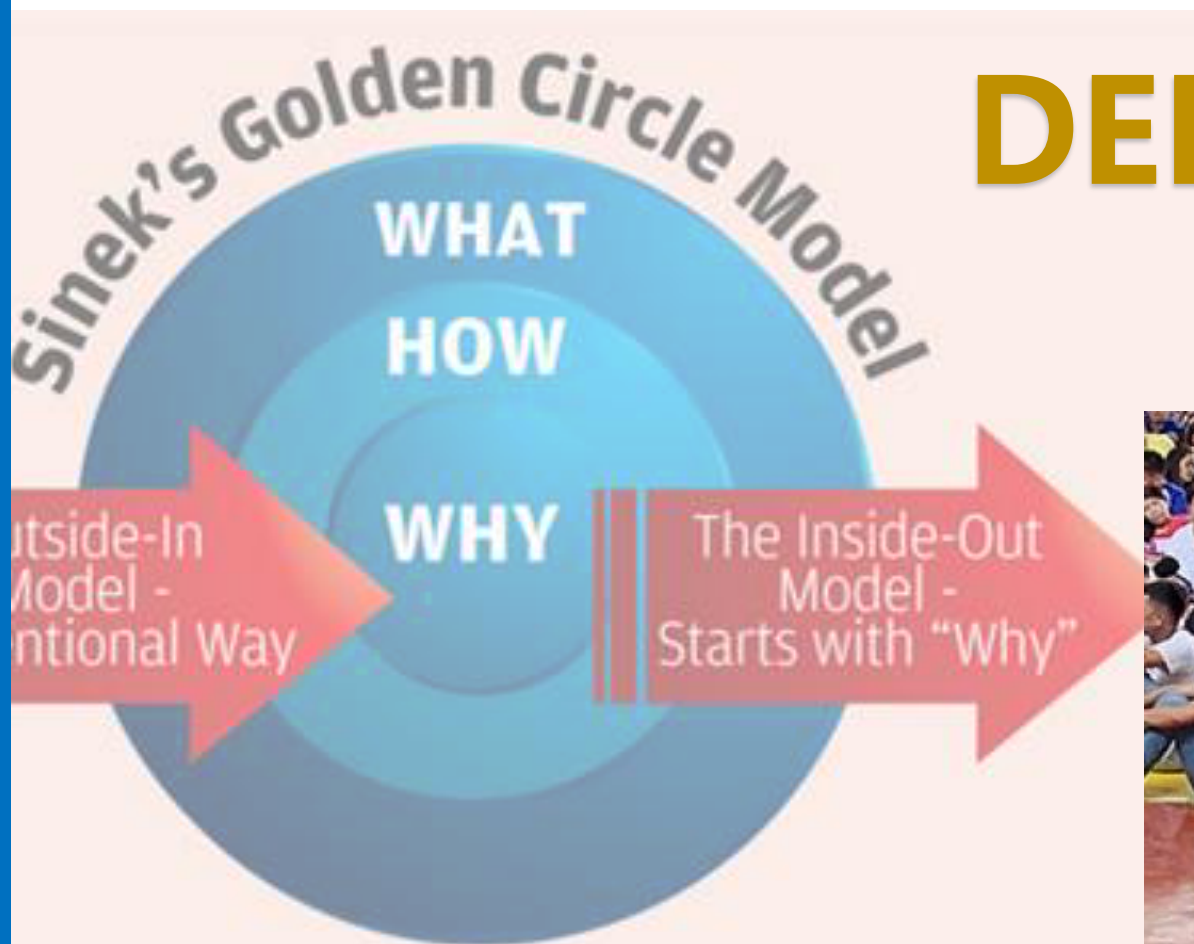 Sinek's Golden Circle Model
DE
WHAT
HOW
WHY
utside-In
Model -
entional Way
The Inside-Out
Model -
Starts with “Why”